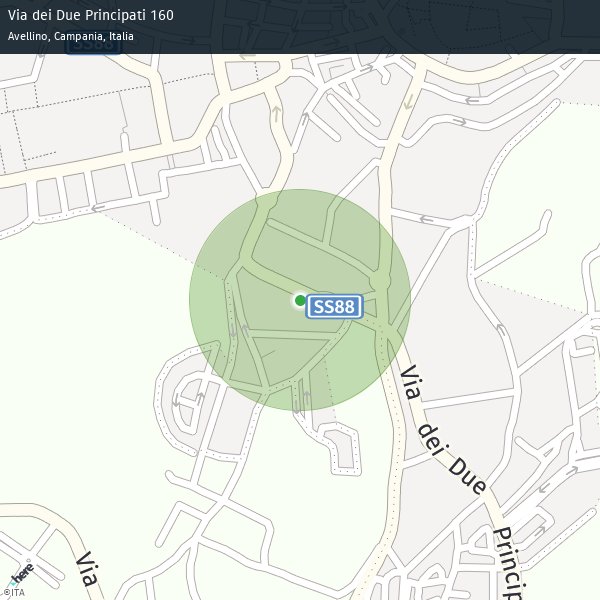 Via dei Due Principati 160
Avellino, Campania, Italia
SS88
SS88
Via dei Due
Princip
Via
here
©ITA